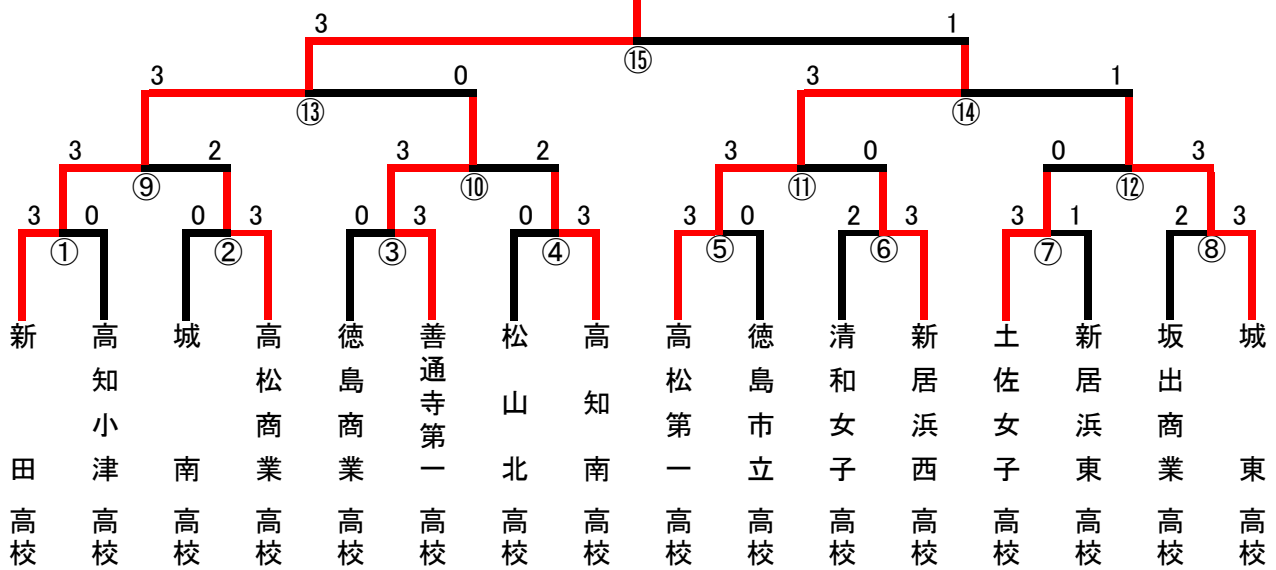 3 1
⑮
3 0 3 1
⑬ ⑭
3 2 3 2 3 0 0 3
⑨ ⑩ ⑪ ⑫
3 0 0 3 0 3 0 3 3 0 2 3 3 1 2 3
① ② ③ ④ ⑤ ⑥ ⑦ ⑧
新田高校
高知小津高校
城南高校
高松商業高校
徳島商業高校
善通寺第一高校
松山北高校
高知南高校
高松第一高校
徳島市立高校
清和女子高校
新居浜西高校
土佐女子高校
新居浜東高校
坂出商業高校
城東高校